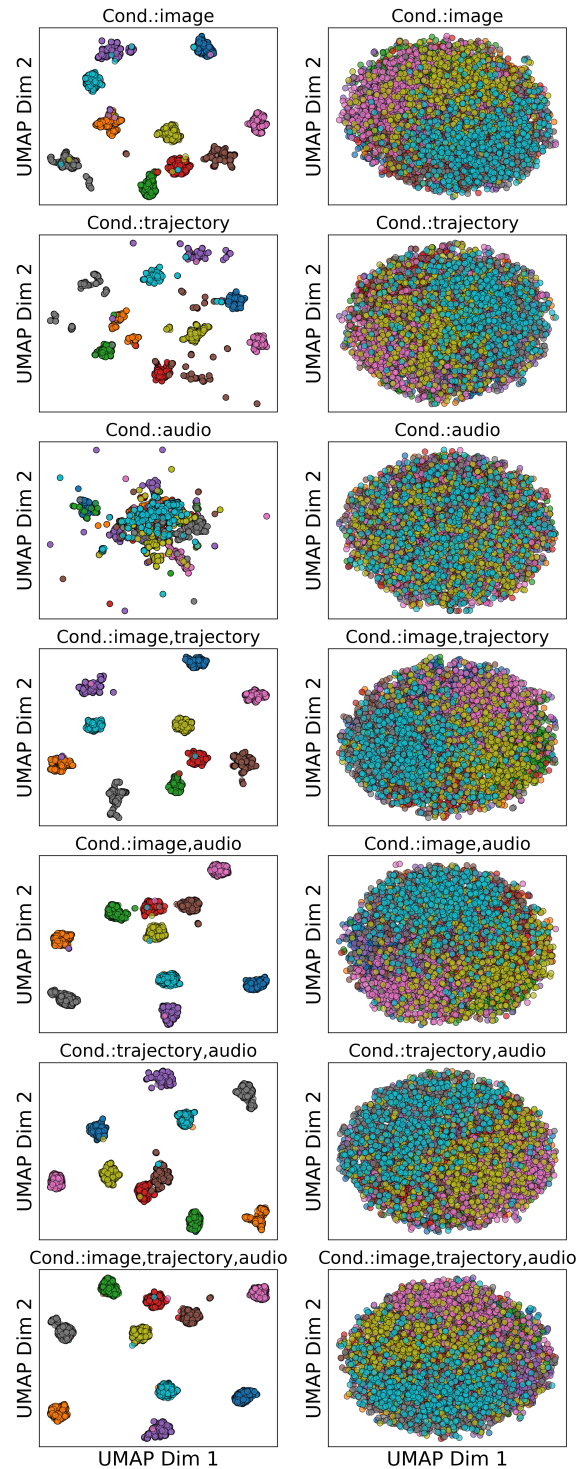 Cond.:image
Cond.:image
UMAP Dim 2
UMAP Dim 2
Cond.:trajectory
Cond.:trajectory
UMAP Dim 2
UMAP Dim 2
Cond.:audio
Cond.:audio
UMAP Dim 2
UMAP Dim 2
Cond.:image,trajectory
Cond.:image,trajectory
UMAP Dim 2
UMAP Dim 2
Cond.:image,audio
Cond.:image,audio
UMAP Dim 2
UMAP Dim 2
Cond.:trajectory,audio
Cond.:trajectory,audio
UMAP Dim 2
UMAP Dim 2
Cond.:image,trajectory,audio
Cond.:image,trajectory,audio
UMAP Dim 2
UMAP Dim 2
UMAP Dim 1
UMAP Dim 1